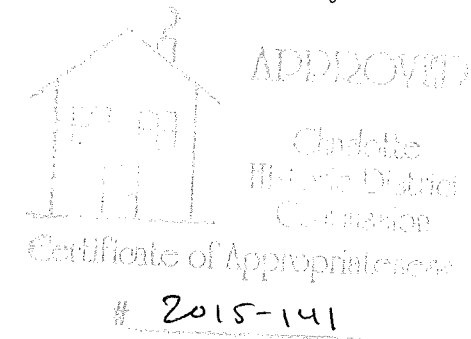 APPROVED
Charlotte
Historic District
Commission
Certificate of Appropriateness
# 2015-141